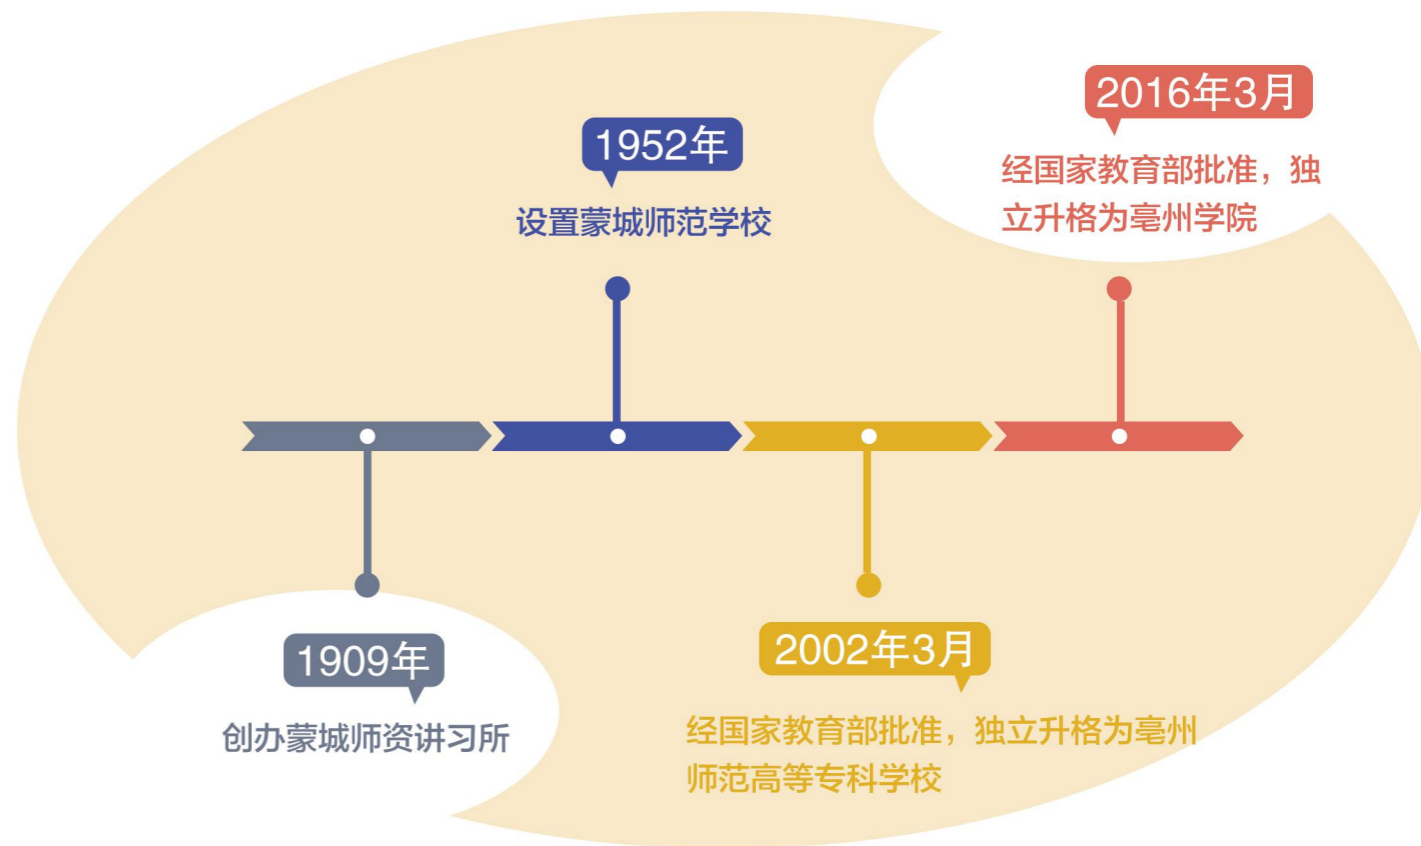 1909年
创办蒙城师资讲习所
1952年
设置蒙城师范学校
2002年3月
经国家教育部批准，独立升格为亳州
师范高等专科学校
2016年3月
经国家教育部批准，独
立升格为亳州学院